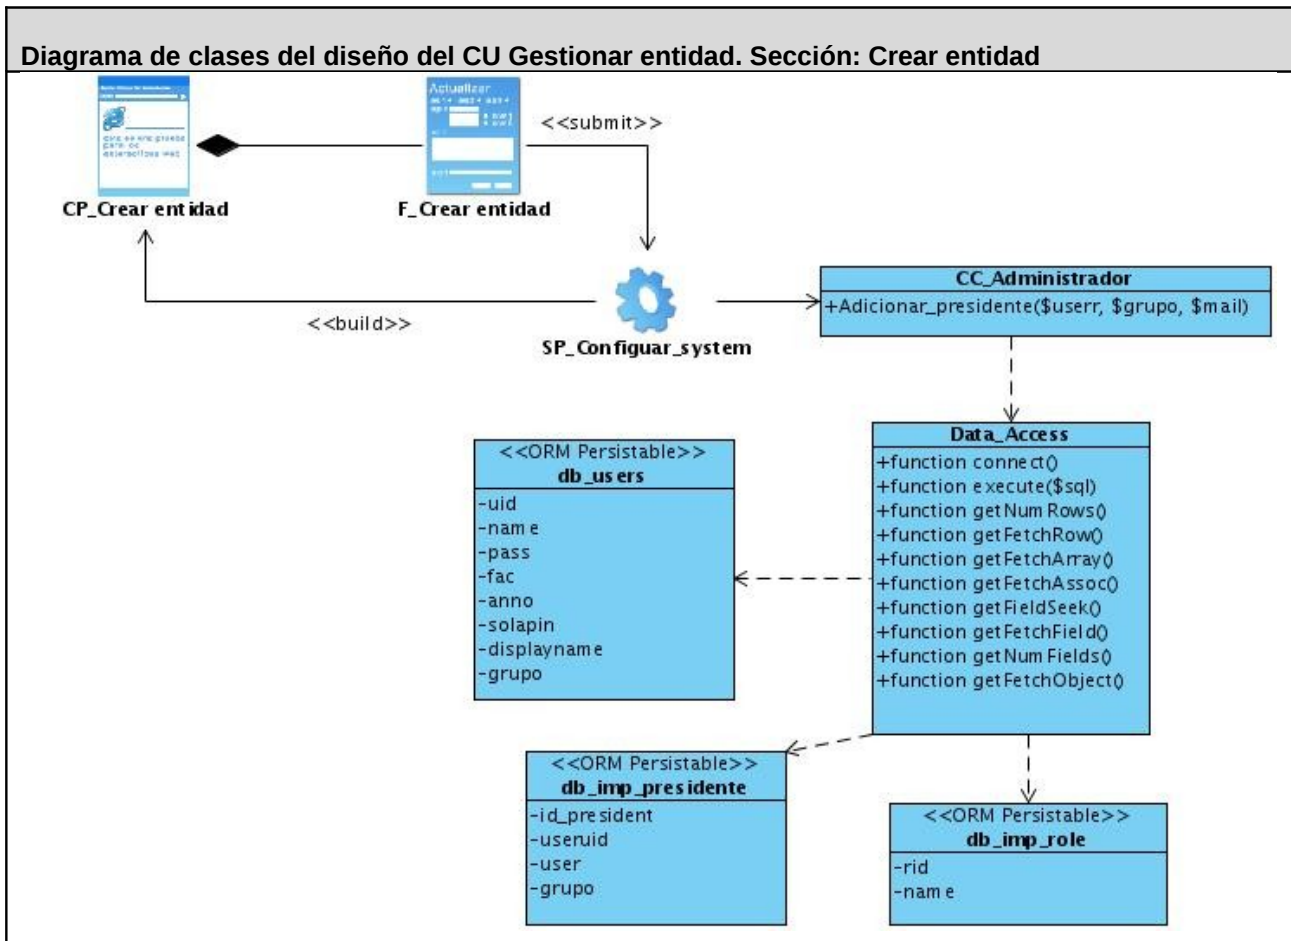 Diagrama de clases del diseño del CU Gestionar entidad. Sección: Crear entidad
Actualizar
<<submit>>
CP_Crear entidad
F_Crear entidad
<<build>>
SP_Configuar_system
CC_Administrador
+Adicionar_presidente($userr, $grupo, $mail)
Data_Access
+function connect()
+function execute($sql)
+function getNumRows()
+function getFetchRow()
+function getFetchArray()
+function getFetchAssoc()
+function getFieldSeek()
+function getFetchField()
+function getNumFields()
+function getFetchObject()
<<ORM Persistable>>
db_users
-uid
-name
-pass
-fac
-anno
-solapin
-displayname
-grupo
<<ORM Persistable>>
db_imp_presidente
-id_president
-useruid
-user
-grupo
<<ORM Persistable>>
db_imp_role
-rid
-name